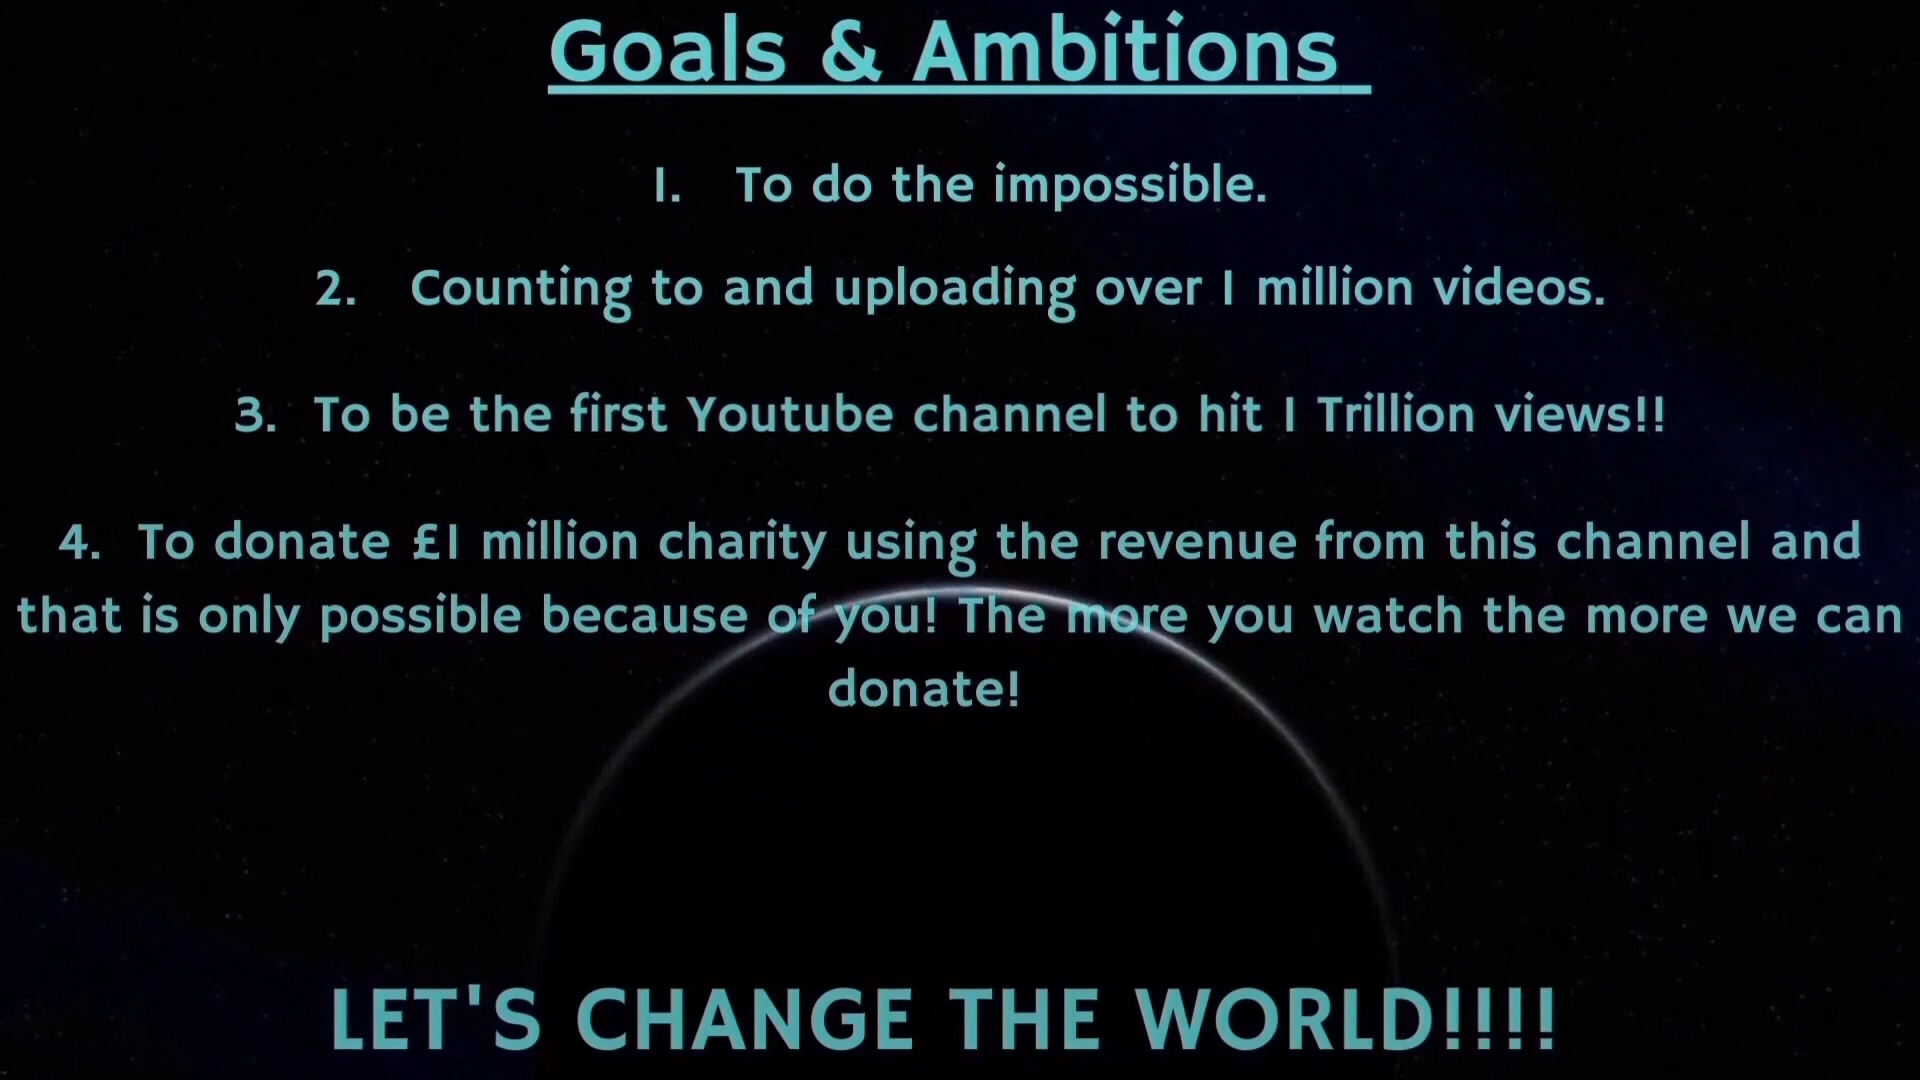 Goals & Ambitions
1. To do the impossible.
2. Counting to and uploading over 1 million videos.
3. To be the first Youtube channel to hit 1 Trillion views!!
4. To donate £1 million charity using the revenue from this channel and
that is only possible because of you! The more you watch the more we can
donate!
LET'S CHANGE THE WORLD!!!!